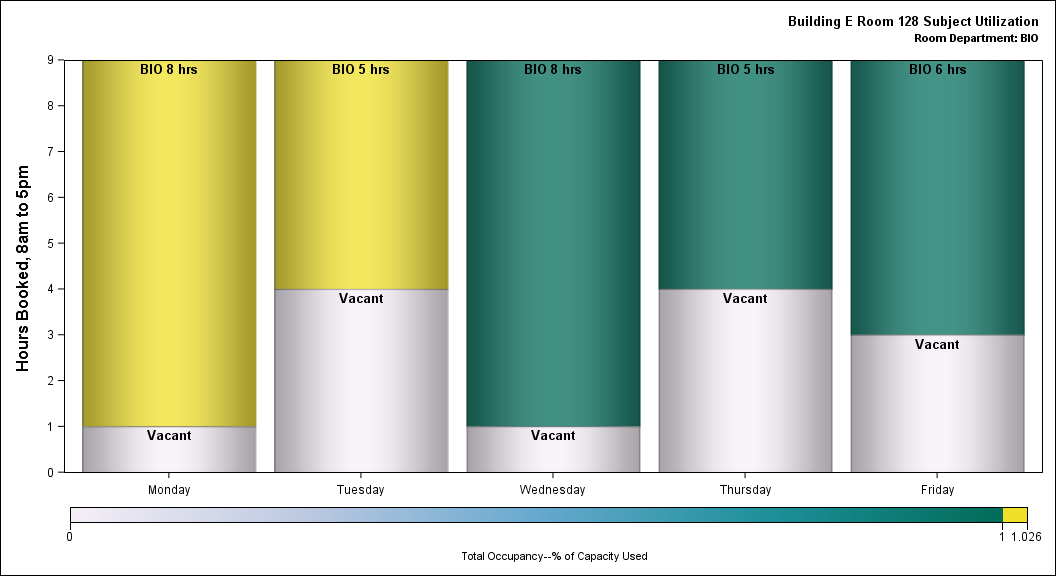 Building E Room 128 Subject Utilization
Room Department: BIO
Hours Booked, 8am to 5pm
9
8
7
6
5
4
3
2
1
0
BIO 8 hrs
BIO 5 hrs
BIO 8 hrs
BIO 5 hrs
BIO 6 hrs
Vacant
Vacant
Vacant
Vacant
Vacant
Monday
Tuesday
Wednesday
Thursday
Friday
0
1
1.026
Total Occupancy--% of Capacity Used